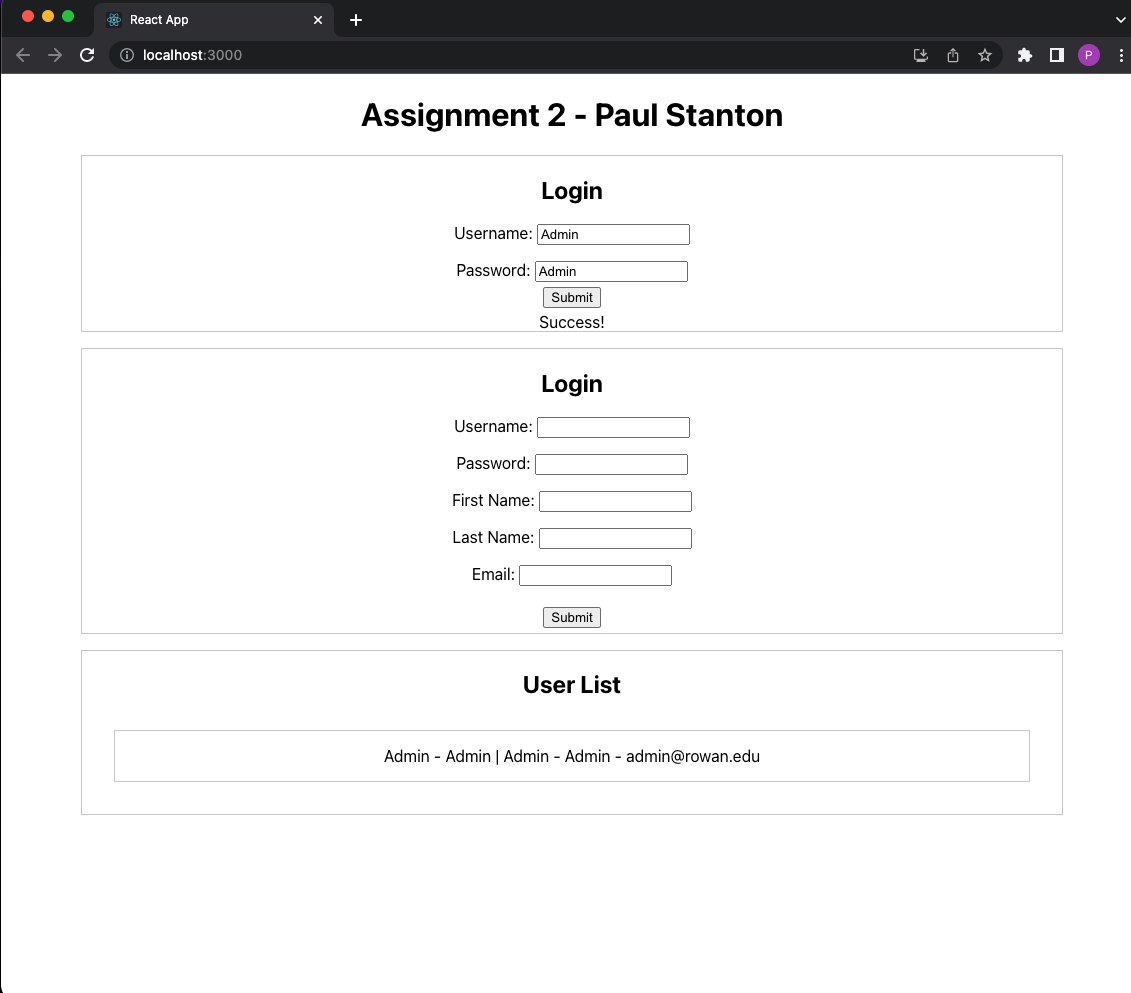 React App
localhost:3000
P
Assignment 2 - Paul Stanton
Login
Username: Admin
Password: Admin
Submit
Success!
Login
Username:
Password:
First Name:
Last Name:
Email:
Submit
User List
Admin - Admin | Admin - Admin - admin@rowan.edu